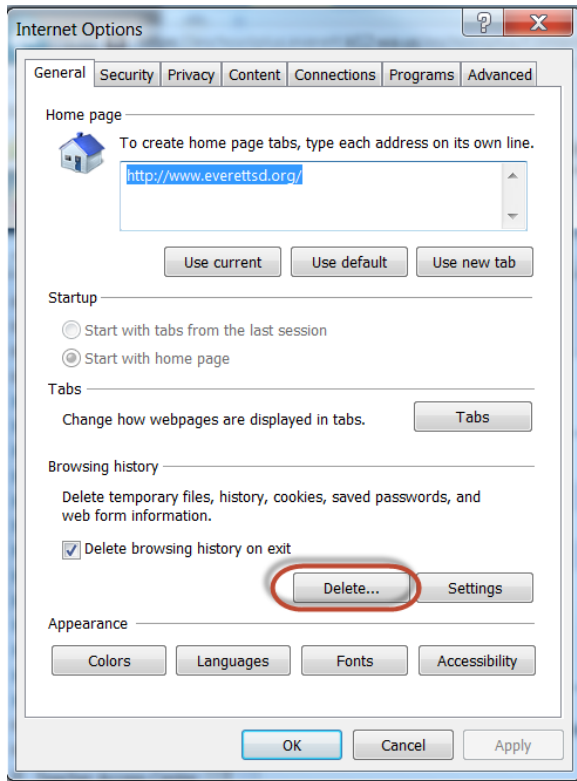 Internet Options
General Security Privacy Content Connections Programs Advanced
Home page
To create home page tabs, type each address on its own line.
http://www.everettsd.org/
Use current Use default Use new tab
Startup
Start with tabs from the last session
Start with home page
Tabs
Change how webpages are displayed in tabs. Tabs
Browsing history
Delete temporary files, history, cookies, saved passwords, and
web form information.
Delete browsing history on exit
Delete... Settings
Appearance
Colors Languages Fonts Accessibility
OK Cancel Apply